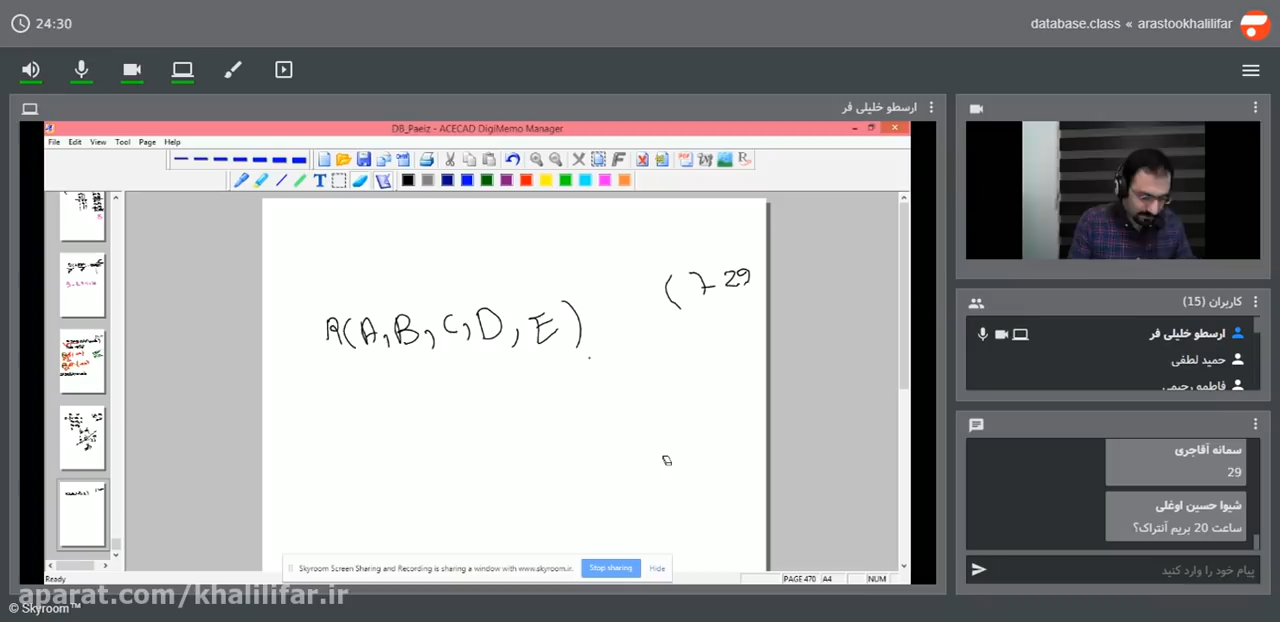 24:30
database.class « arastookhalilifar
ارسطو خلیلی فر
DB_Paeiz - ACECAD DigiMemo Manager
File Edit View Tool Page Help
( 7 29
R(A, B, C, D, E)
Skyroom Screen Sharing and Recording is sharing a window with www.skyroom.ir.
Stop sharing
Hide
Ready
PAGE 470 A4 NUM
کاربران (15)
ارسطو خلیلی فر
حمید لطفی
فاطمه رحیمی
سمانه آقاجری
29
شیوا حسین اوغلی
ساعت 20 بریم آنتراک؟
پیام خود را وارد کنید
aparat.com/khalilifar.ir
© Skyroom™